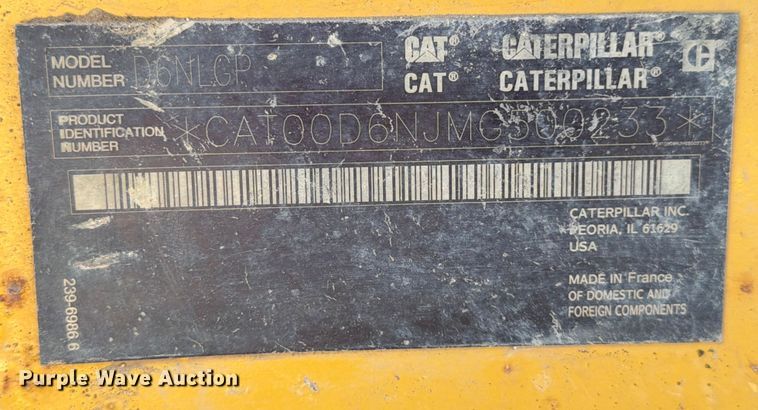 MODEL
NUMBER D6NLGP
CAT® CATERPILLAR®
CAT® CATERPILLAR®
PRODUCT
IDENTIFICATION
NUMBER
*CAT00D6NJMG500233*
CATERPILLAR INC.
PEORIA, IL 61629
USA
MADE IN France
OF DOMESTIC AND
FOREIGN COMPONENTS
239-6986 6
Purple Wave Auction